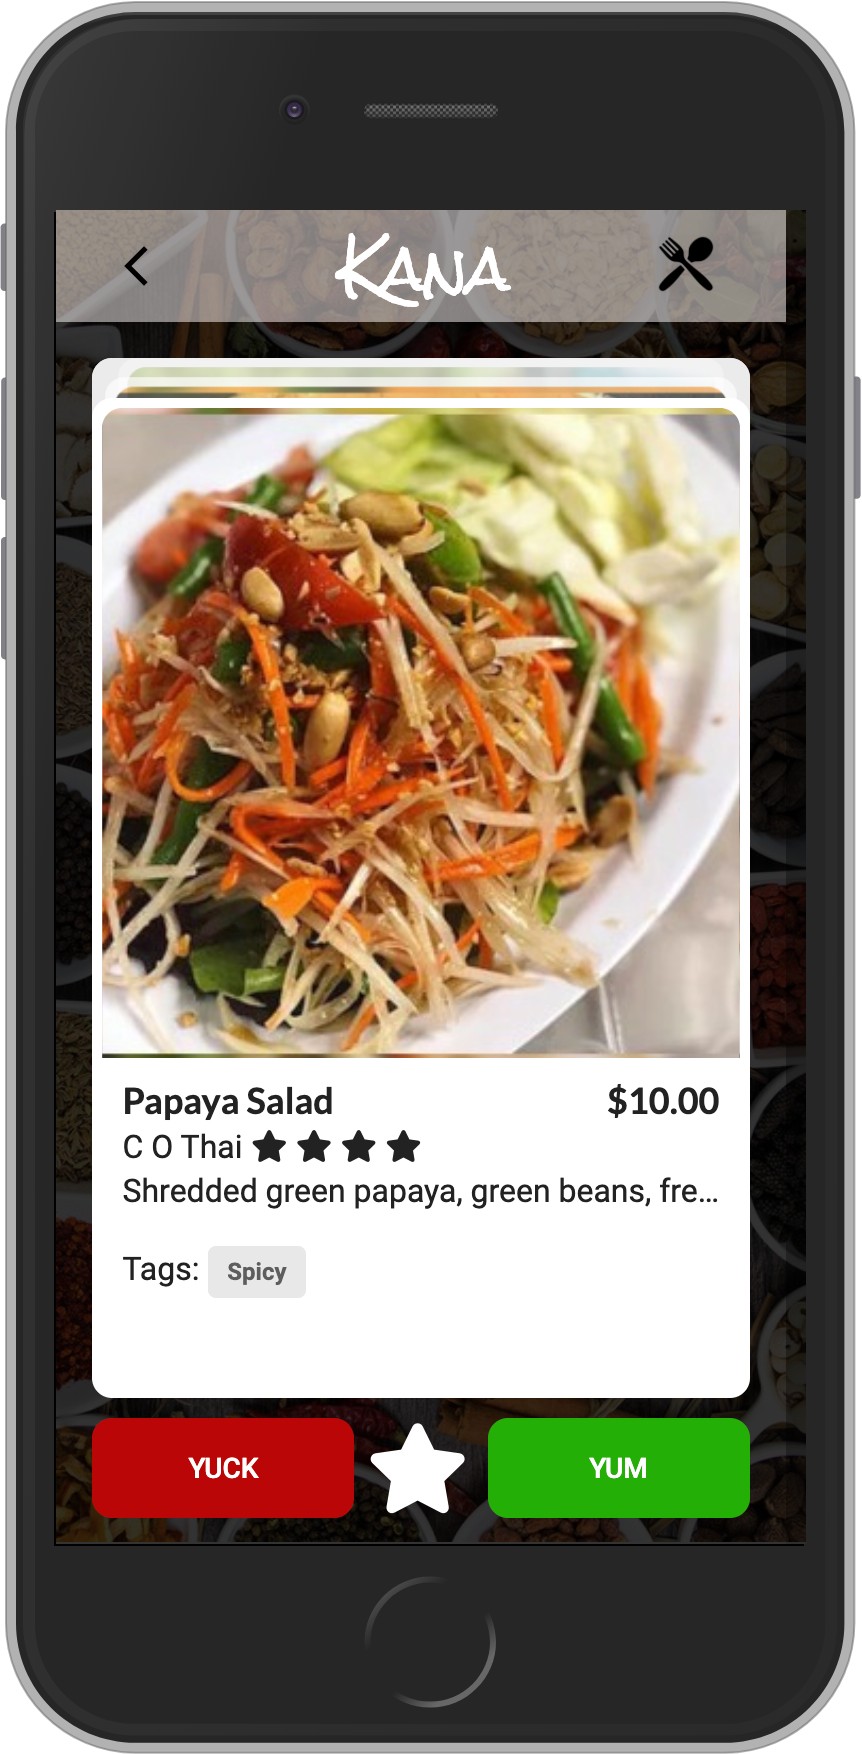 KANA
Papaya Salad $10.00
C O Thai ★ ★ ★ ★
Shredded green papaya, green beans, fre...
Tags: Spicy
YUCK YUM